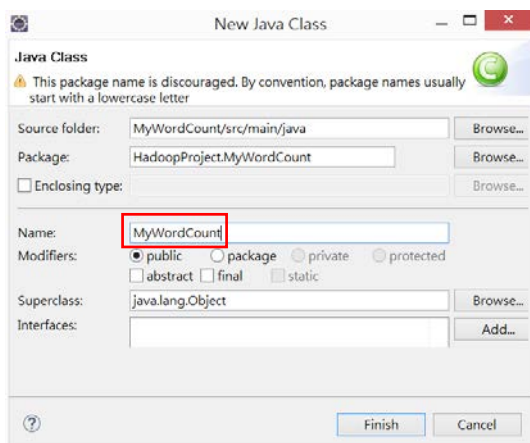 New Java Class
Java Class
This package name is discouraged. By convention, package names usually
start with a lowercase letter
Source folder: MyWordCount/src/main/java Browse...
Package: HadoopProject.MyWordCount Browse...
Enclosing type: Browse...
Name: MyWordCount
Modifiers: public package private protected
abstract final static
Superclass: java.lang.Object Browse...
Interfaces: Add...
? Finish Cancel